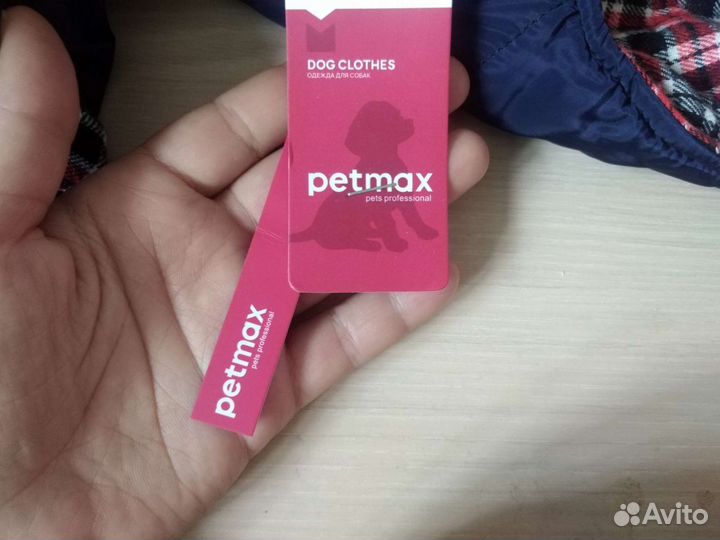 DOG CLOTHES
ОДЕЖДА ДЛЯ СОБАК
petmax
pets professional
petmax
pets professional
Avito